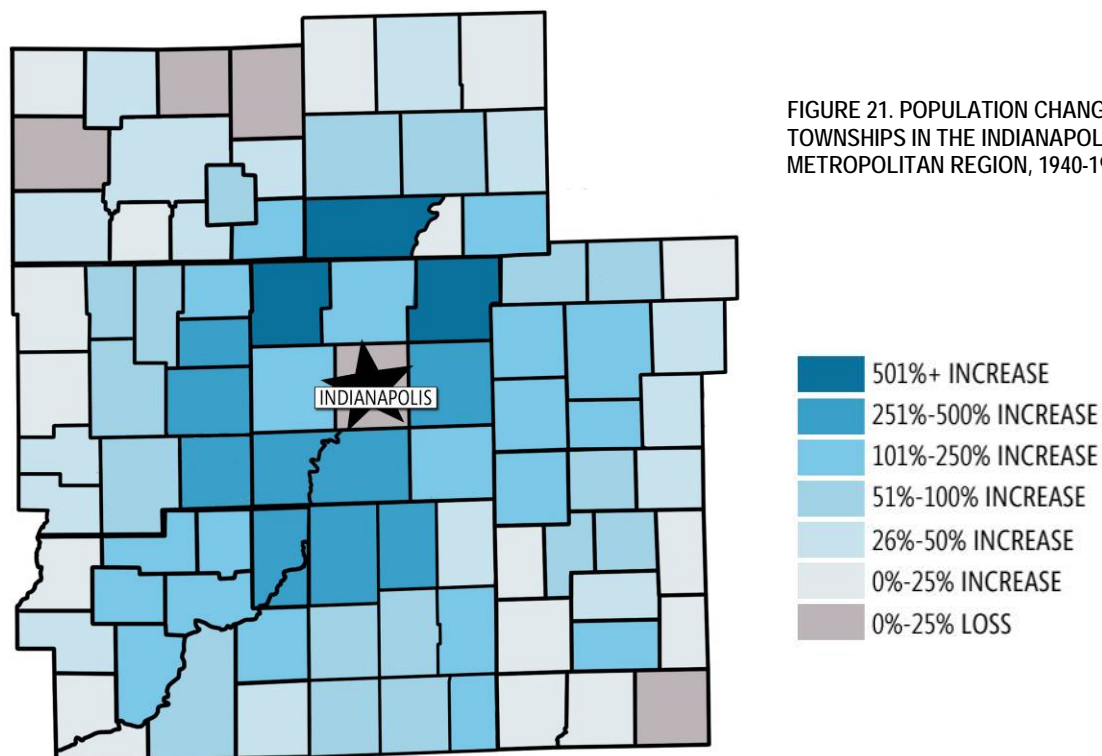 FIGURE 21. POPULATION CHANG
TOWNSHIPS IN THE INDIANAPOL
METROPOLITAN REGION, 1940-19
INDIANAPOLIS
501%+ INCREASE
251%-500% INCREASE
101%-250% INCREASE
51%-100% INCREASE
26%-50% INCREASE
0%-25% INCREASE
0%-25% LOSS